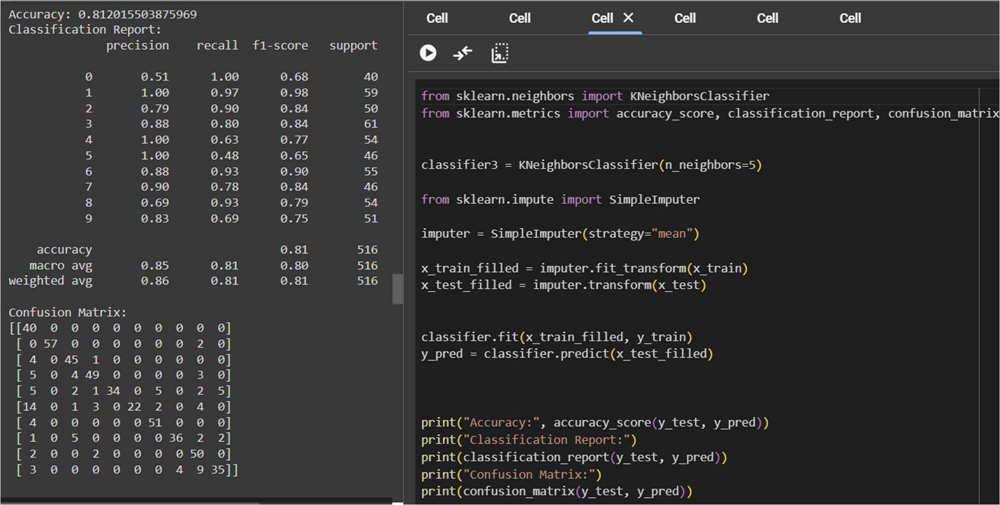 Accuracy: 0.812015503875969
Classification Report:
              precision    recall  f1-score   support

           0       0.51      1.00      0.68        40
           1       1.00      0.97      0.98        59
           2       0.79      0.90      0.84        50
           3       0.88      0.80      0.84        61
           4       1.00      0.63      0.77        54
           5       1.00      0.48      0.65        46
           6       0.88      0.93      0.90        55
           7       0.90      0.78      0.84        46
           8       0.69      0.93      0.79        54
           9       0.83      0.69      0.75        51

    accuracy                           0.81       516
   macro avg       0.85      0.81      0.80       516
weighted avg       0.86      0.81      0.81       516

Confusion Matrix:
[[40  0  0  0  0  0  0  0  0  0]
 [ 0 57  0  0  0  0  0  0  2  0]
 [ 4  0 45  1  0  0  0  0  0  0]
 [ 5  0  4 49  0  0  0  0  3  0]
 [ 5  0  2  1 34  0  5  0  2  5]
 [14  0  1  3  0 22  2  0  4  0]
 [ 4  0  0  0  0  0 51  0  0  0]
 [ 1  0  5  0  0  0  0 36  2  2]
 [ 2  0  0  2  0  0  0  0 50  0]
 [ 3  0  0  0  0  0  0  4  9 35]]
Cell Cell Cell Cell Cell Cell
from sklearn.neighbors import KNeighborsClassifier
from sklearn.metrics import accuracy_score, classification_report, confusion_matrix
classifier3 = KNeighborsClassifier(n_neighbors=5)
from sklearn.impute import SimpleImputer
imputer = SimpleImputer(strategy="mean")
x_train_filled = imputer.fit_transform(x_train)
x_test_filled = imputer.transform(x_test)
classifier.fit(x_train_filled, y_train)
y_pred = classifier.predict(x_test_filled)
print("Accuracy:", accuracy_score(y_test, y_pred))
print("Classification Report:")
print(classification_report(y_test, y_pred))
print("Confusion Matrix:")
print(confusion_matrix(y_test, y_pred))